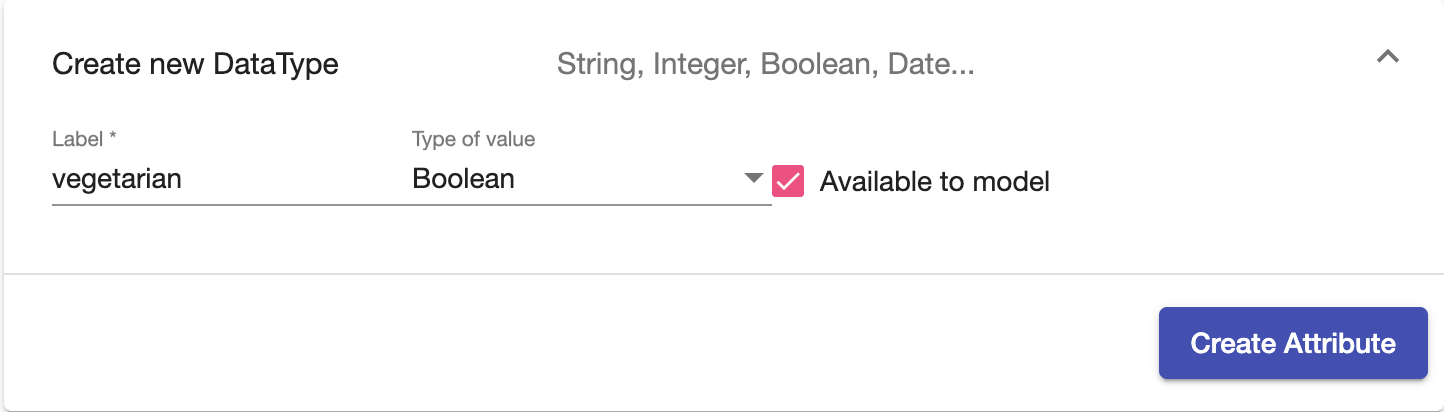 Create new DataType String, Integer, Boolean, Date...
Label * Type of value
vegetarian Boolean Available to model
Create Attribute